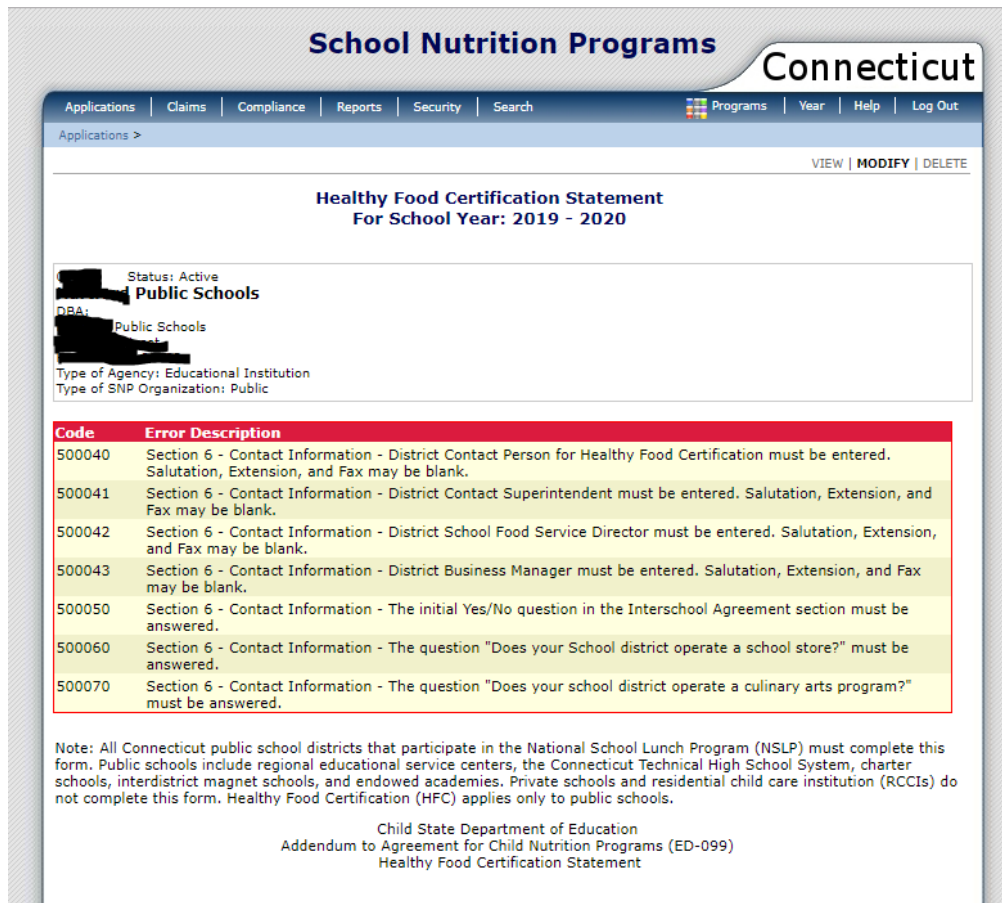 School Nutrition Programs
Connecticut
Applications | Claims | Compliance | Reports | Security | Search Programs | Year | Help | Log Out
Applications >
VIEW | MODIFY | DELETE
Healthy Food Certification Statement
For School Year: 2019 - 2020
Status: Active
Public Schools
DBA:
Public Schools
Type of Agency: Educational Institution
Type of SNP Organization: Public
Code Error Description
500040 Section 6 - Contact Information - District Contact Person for Healthy Food Certification must be entered.
Salutation, Extension, and Fax may be blank.
500041 Section 6 - Contact Information - District Contact Superintendent must be entered. Salutation, Extension, and
Fax may be blank.
500042 Section 6 - Contact Information - District School Food Service Director must be entered. Salutation, Extension,
and Fax may be blank.
500043 Section 6 - Contact Information - District Business Manager must be entered. Salutation, Extension, and Fax
may be blank.
500050 Section 6 - Contact Information - The initial Yes/No question in the Interschool Agreement section must be
answered.
500060 Section 6 - Contact Information - The question "Does your School district operate a school store?" must be
answered.
500070 Section 6 - Contact Information - The question "Does your school district operate a culinary arts program?"
must be answered.
Note: All Connecticut public school districts that participate in the National School Lunch Program (NSLP) must complete this
form. Public schools include regional educational service centers, the Connecticut Technical High School System, charter
schools, interdistrict magnet schools, and endowed academies. Private schools and residential child care institution (RCCIs) do
not complete this form. Healthy Food Certification (HFC) applies only to public schools.
Child State Department of Education
Addendum to Agreement for Child Nutrition Programs (ED-099)
Healthy Food Certification Statement